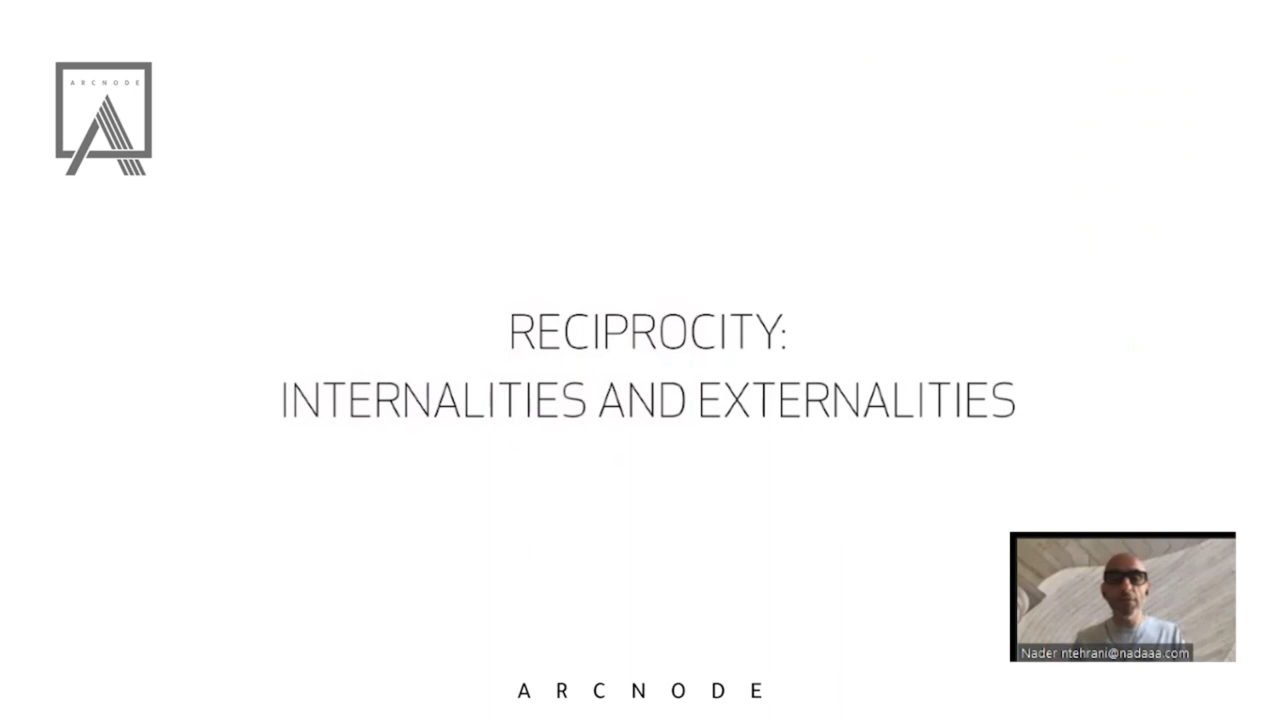 ARCNODE
RECIPROCITY:
INTERNALITIES AND EXTERNALITIES
Nader ntehrani@nadaaa.com
ARCNODE